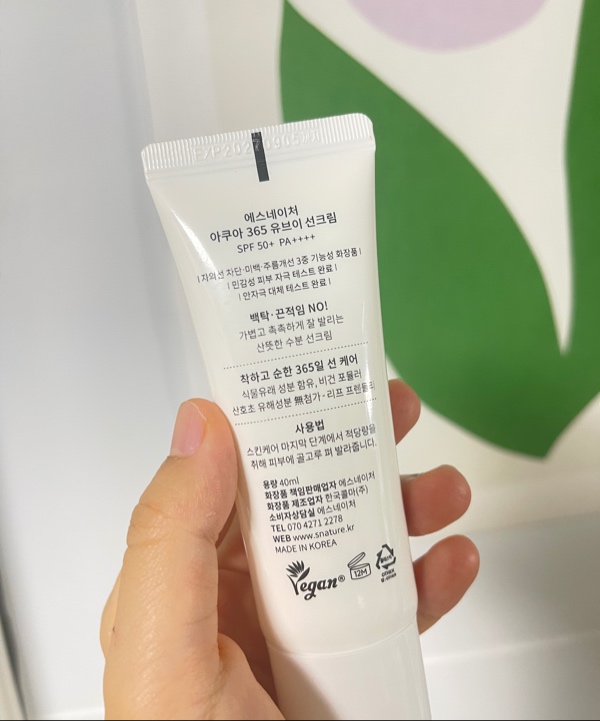 에스네이처
아쿠아 365 유브이 선크림
SPF 50+ PA++++
|자외선 차단·미백·주름개선 3중 기능성 화장품|
|민감성 피부 자극 테스트 완료|
|안자극 대체 테스트 완료|
백탁·끈적임 NO!
가볍고 촉촉하게 잘 발리는
산뜻한 수분 선크림
착하고 순한 365일 선 케어
식물유래 성분 함유, 비건 포뮬러
산호초 유해성분 無첨가-리프 프렌들리
사용법
스킨케어 마지막 단계에서 적당량을
취해 피부에 골고루 펴 발라줍니다.
용량 40ml
화장품 책임판매업자 에스네이처
화장품 제조업자 한국콜마(주)
소비자상담실 에스네이처
TEL 070 4271 2278
WEB www.snature.kr
MADE IN KOREA
Vegan®
12M
OTHER